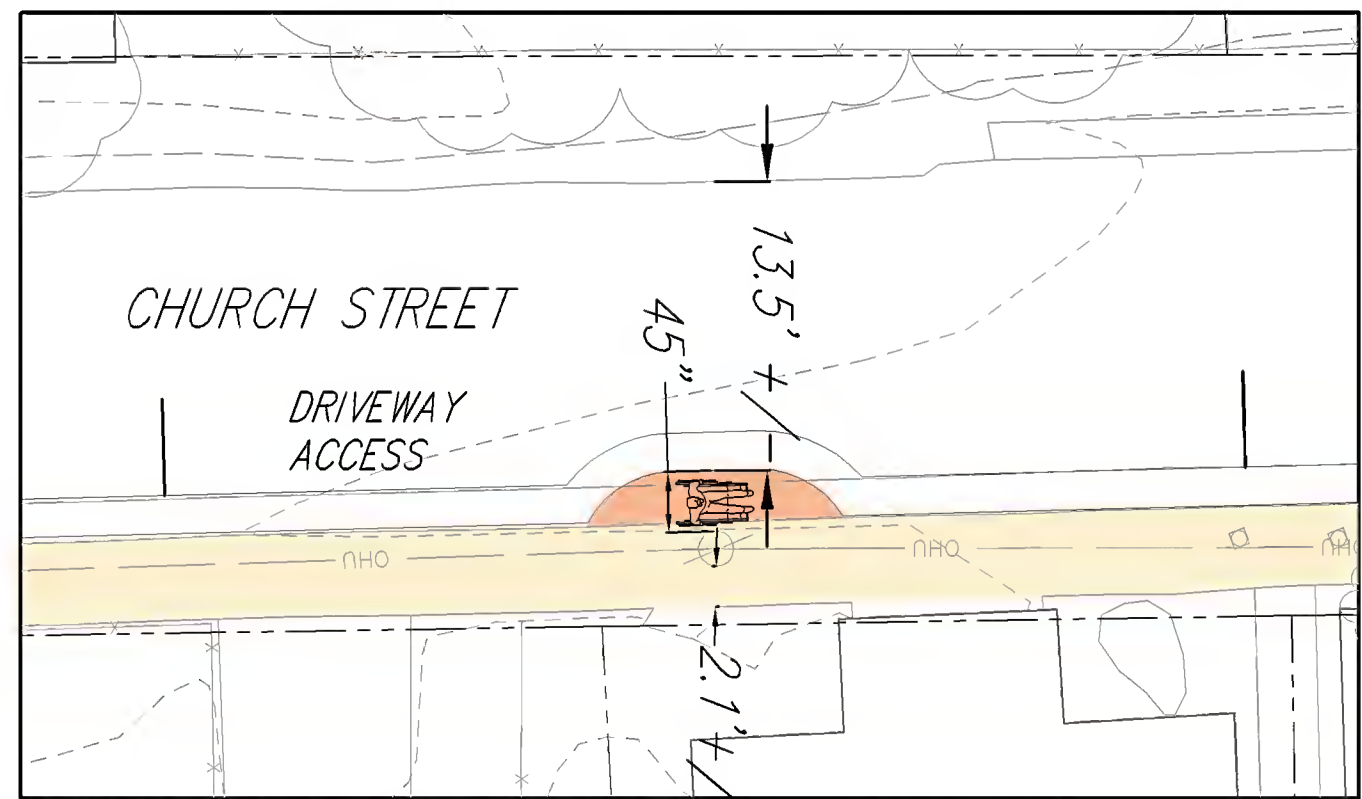 CHURCH STREET
DRIVEWAY
ACCESS
13.5' +/
45"
OHU
OHU
OHU
2.1'+/